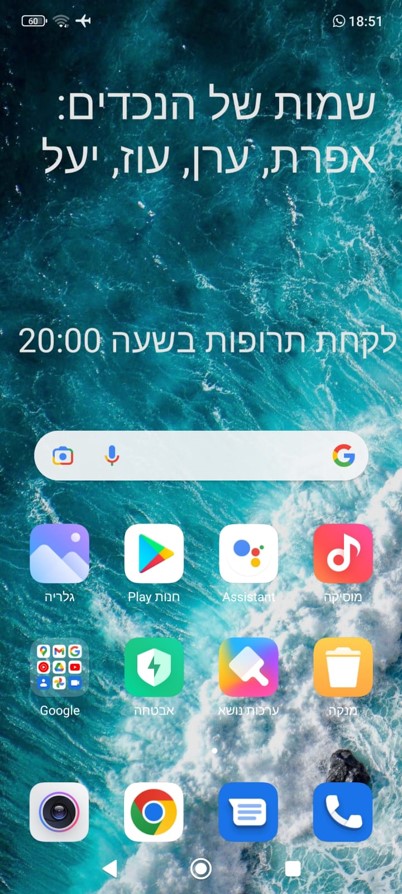 60
18:51
שמות של הנכדים:
אפרת, ערן, עוז, יעל
לקחת תרופות בשעה 20:00
מוסיקה
Assistant
חנות Play
גלריה
מנקה
ערכות נושא
אבטחה
Google